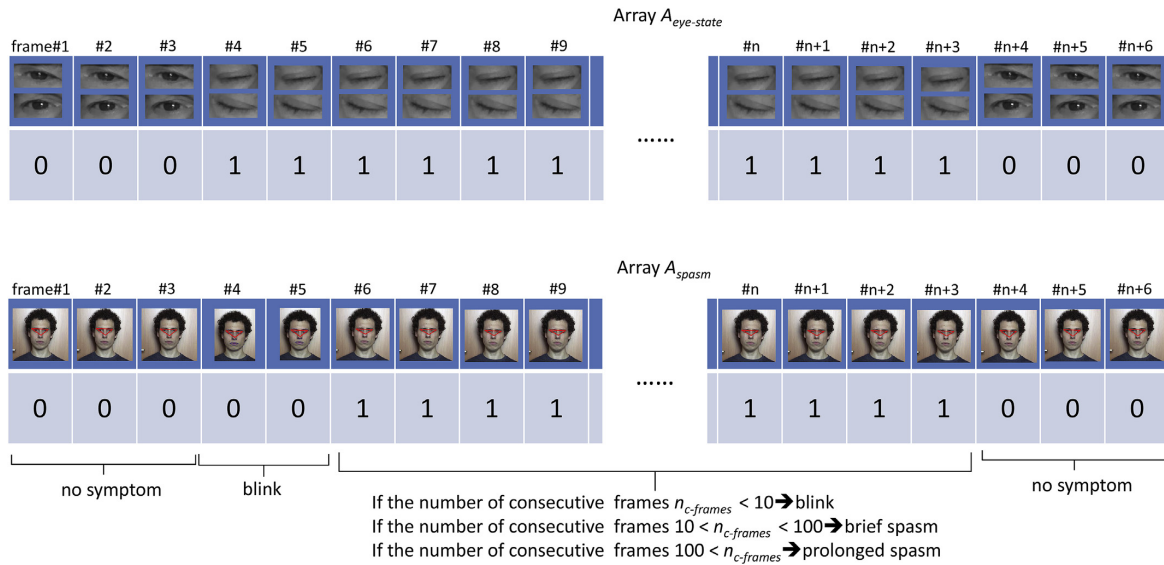 Array A_eye-state
frame#1 #2 #3 #4 #5 #6 #7 #8 #9 #n #n+1 #n+2 #n+3 #n+4 #n+5 #n+6
......
0 0 0 1 1 1 1 1 1 1 1 1 1 0 0 0
Array A_spasm
frame#1 #2 #3 #4 #5 #6 #7 #8 #9 #n #n+1 #n+2 #n+3 #n+4 #n+5 #n+6
......
0 0 0 0 0 1 1 1 1 1 1 1 1 0 0 0
no symptom blink no symptom
If the number of consecutive frames n_c-frames < 10➔blink
If the number of consecutive frames 10 < n_c-frames < 100➔brief spasm
If the number of consecutive frames 100 < n_c-frames➔prolonged spasm